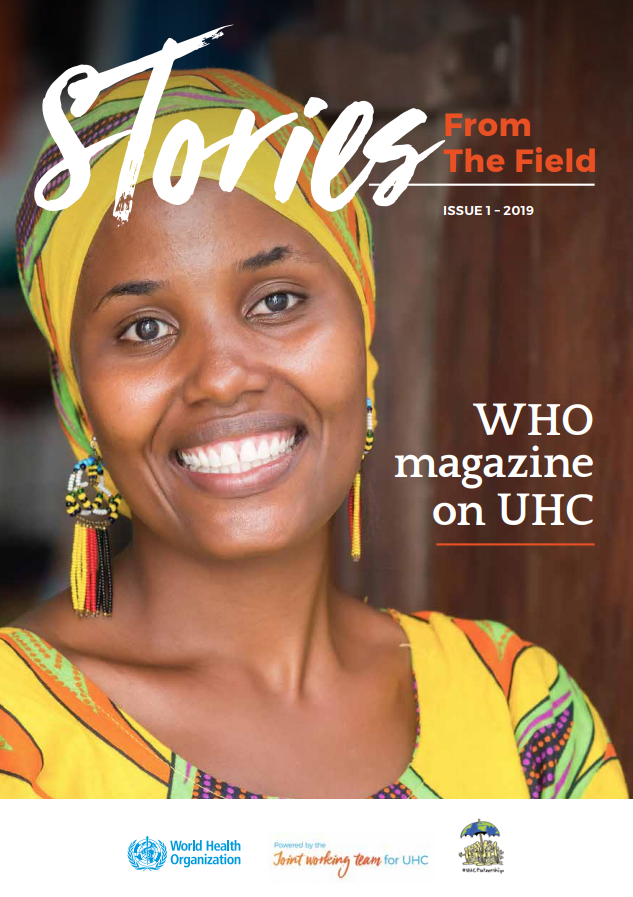 Stories
From
The Field
ISSUE 1 – 2019
WHO
magazine
on UHC
World Health
Organization
Powered by the
Joint working team for UHC
#UHCPartnership